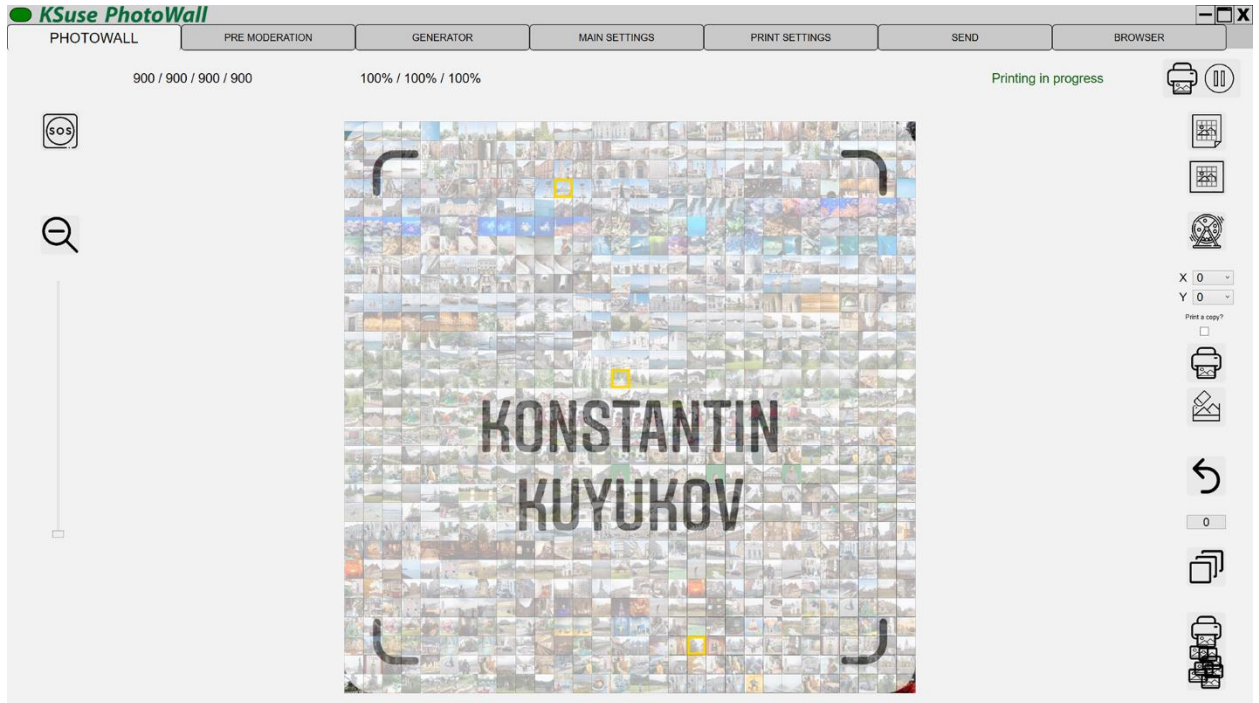 KSuse PhotoWall
PHOTOWALL
PRE MODERATION
GENERATOR
MAIN SETTINGS
PRINT SETTINGS
SEND
BROWSER
900 / 900 / 900 / 900
100% / 100% / 100%
Printing in progress
SOS
X 0
Y 0
Print a copy?
KONSTANTIN
KUYUKOV
0